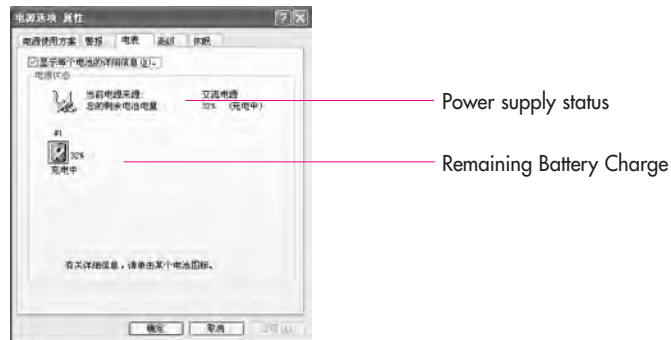 电源选项 属性
电源使用方案 警报 电表 高级 休眠
显示每个电池的详细信息(D)。
电源状态
当前电源来源: 交流电源
总的剩余电池电量 32% (充电中)
Power supply status
#1
32%
充电中
Remaining Battery Charge
有关详细信息，请单击某个电池图标。
确定 取消 应用(A)